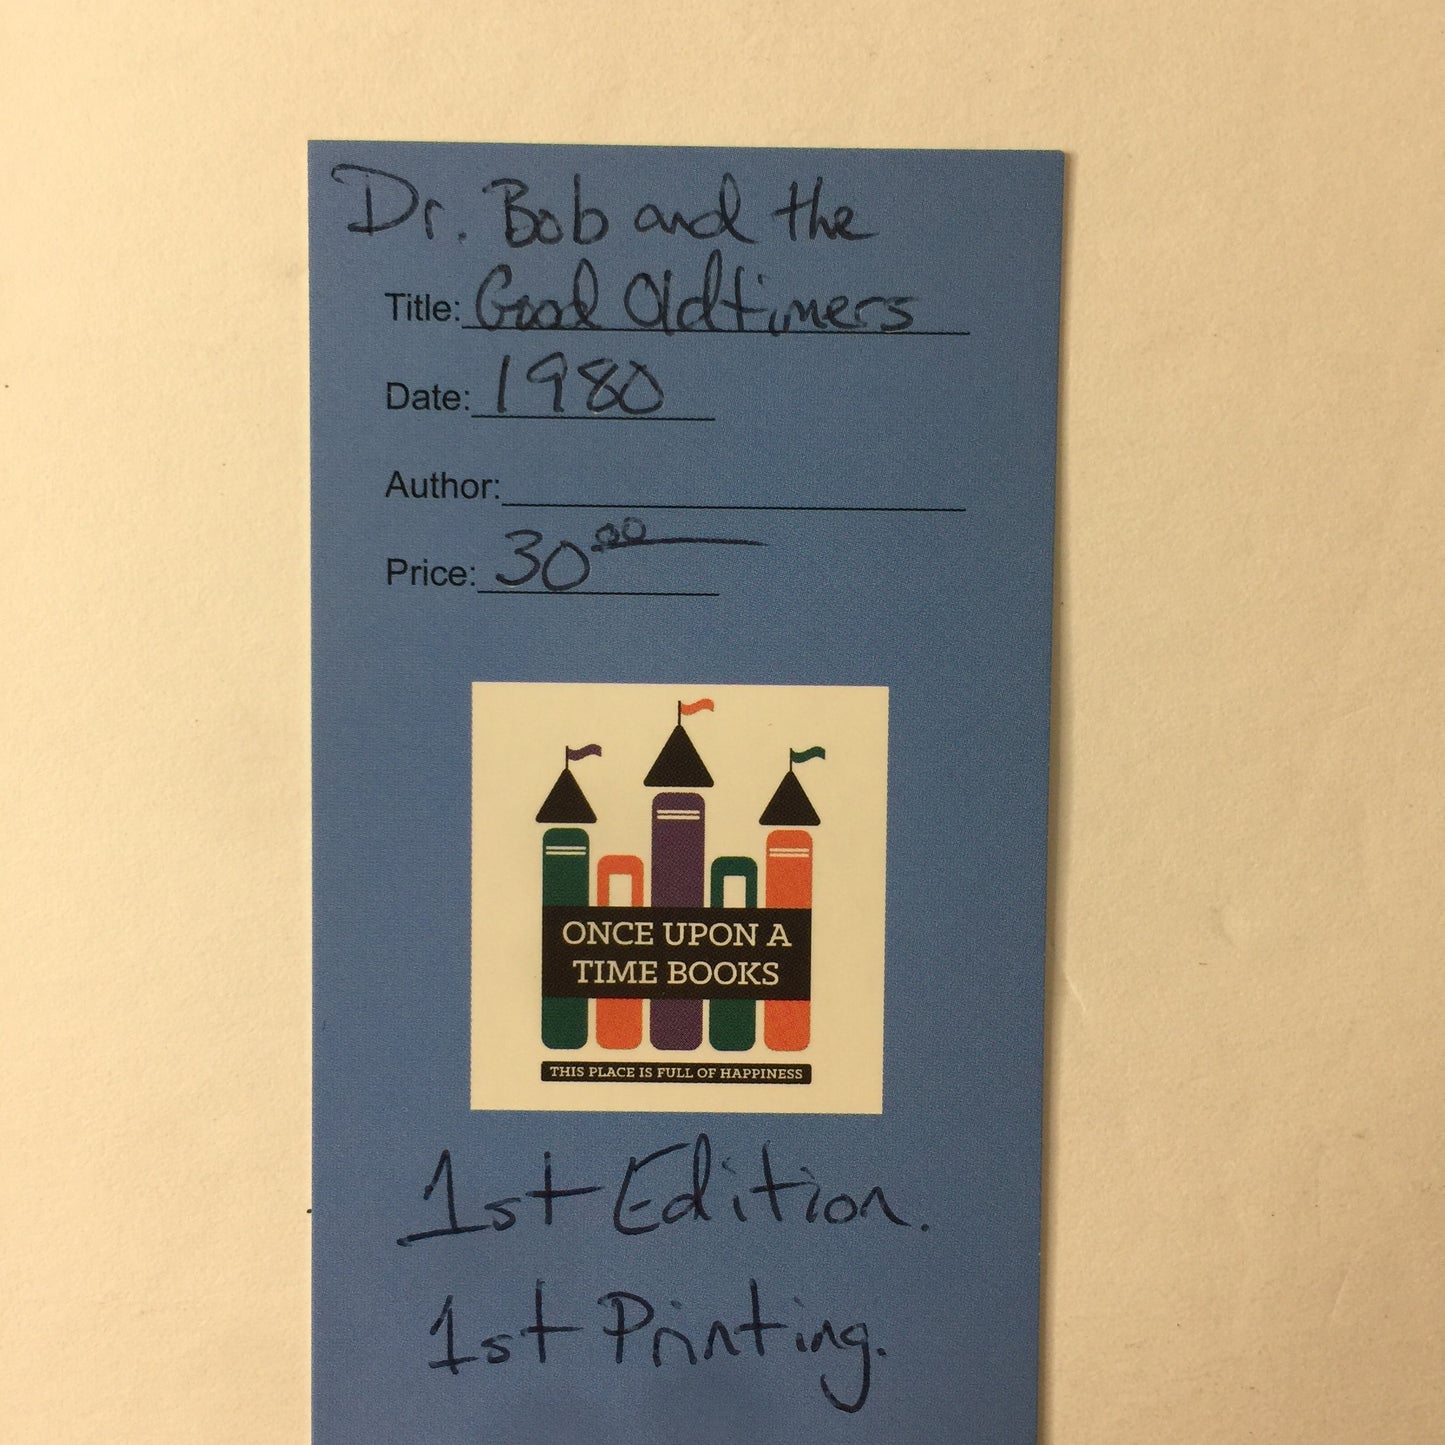 Dr. Bob and the
Title: Good Oldtimers
Date: 1980
Author:
Price: 30 00
ONCE UPON A
TIME BOOKS
THIS PLACE IS FULL OF HAPPINESS
1st Edition.
1st Printing.